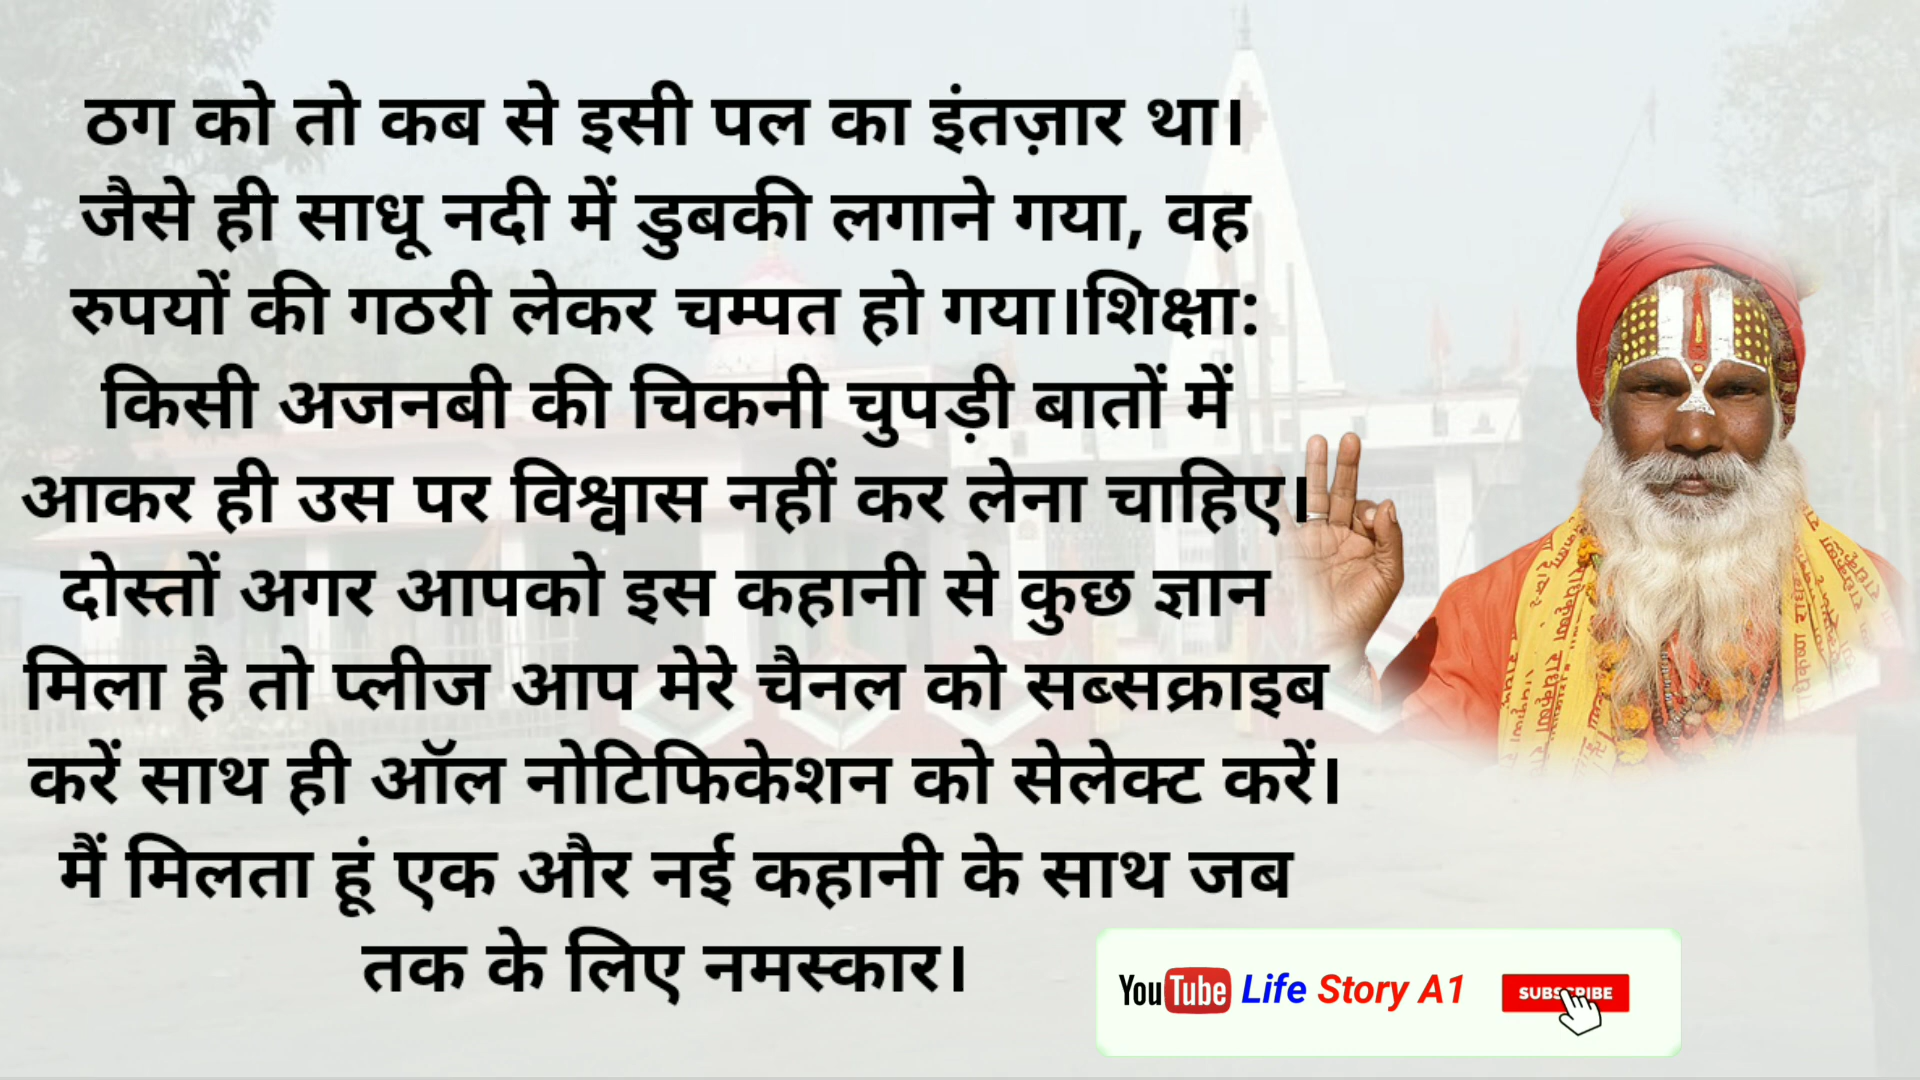 ठग को तो कब से इसी पल का इंतज़ार था।
जैसे ही साधू नदी में डुबकी लगाने गया, वह
रुपयों की गठरी लेकर चम्पत हो गया।शिक्षा:
किसी अजनबी की चिकनी चुपड़ी बातों में
आकर ही उस पर विश्वास नहीं कर लेना चाहिए।
दोस्तों अगर आपको इस कहानी से कुछ ज्ञान
मिला है तो प्लीज आप मेरे चैनल को सब्सक्राइब
करें साथ ही ऑल नोटिफिकेशन को सेलेक्ट करें।
मैं मिलता हूं एक और नई कहानी के साथ जब
तक के लिए नमस्कार।
YouTube Life Story A1 SUBSCRIBE